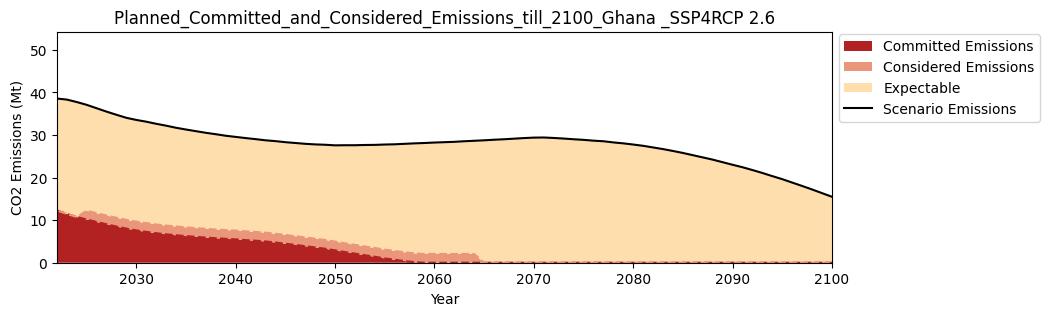 Planned_Committed_and_Considered_Emissions_till_2100_Ghana _SSP4RCP 2.6
CO2 Emissions (Mt)
50
40
30
20
10
0
2030 2040 2050 2060 2070 2080 2090 2100
Year
Committed Emissions
Considered Emissions
Expectable
Scenario Emissions